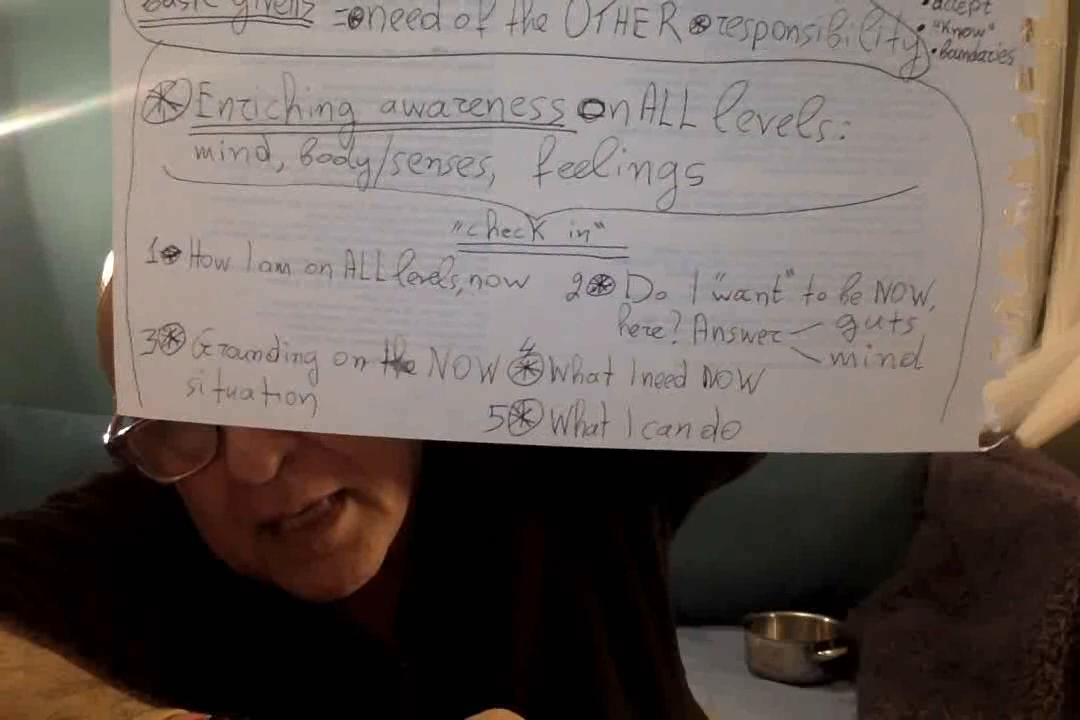 basic givens = need of the OTHER responsibility
• accept
• "Know"
• Boundaries
Enriching awareness on ALL levels:
mind, body/senses, feelings
"check in"
1 How I am on ALL levels, now
2 Do I "want" to be NOW,
here? Answer guts
mind
3 Grounding on the NOW
situation
4 What I need NOW
5 What I can do